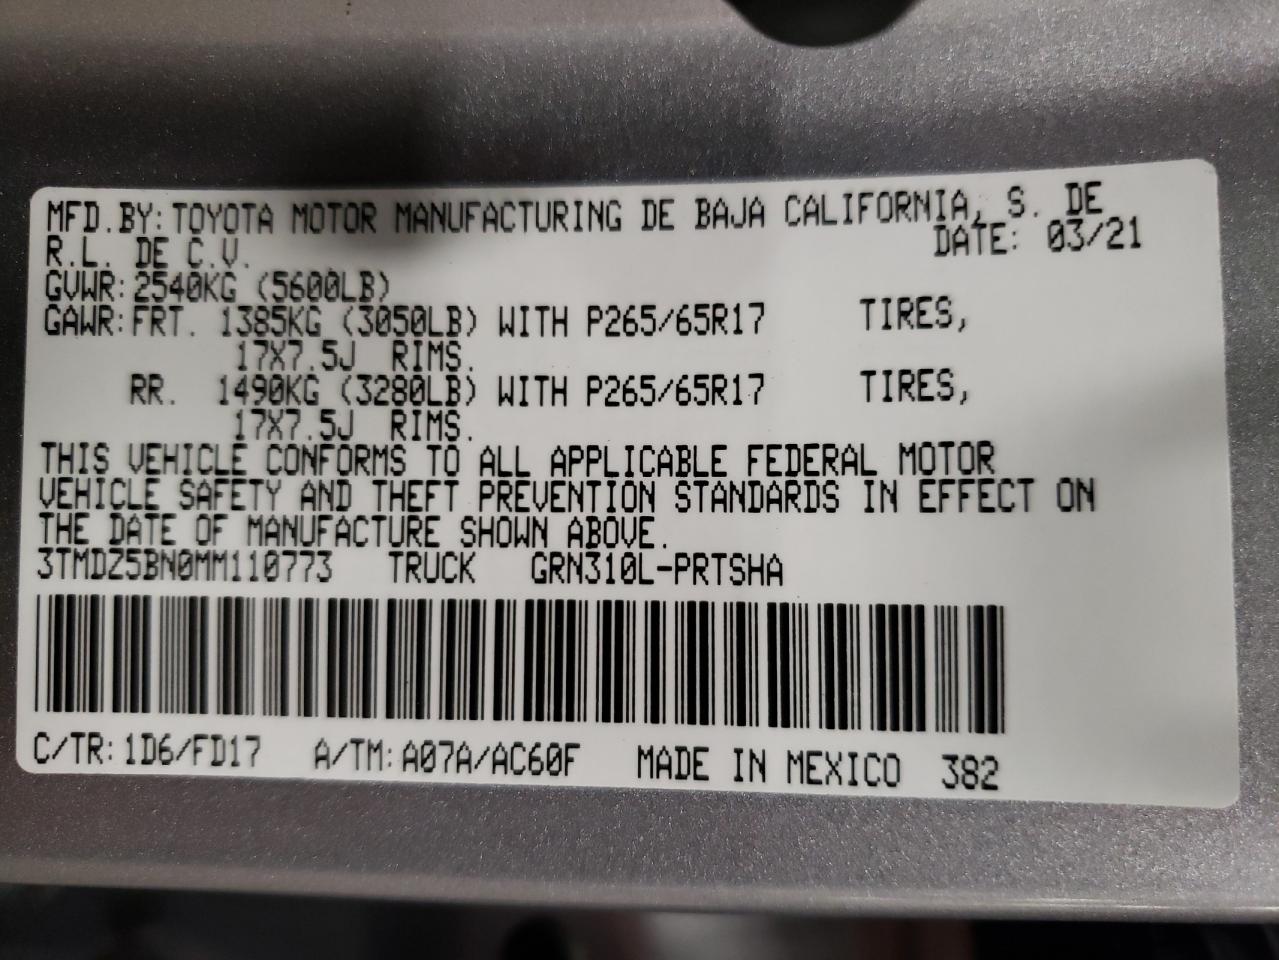 MFD.BY:TOYOTA MOTOR MANUFACTURING DE BAJA CALIFORNIA, S. DE
R.L. DE C.V. DATE: 03/21
GVWR:2540KG (5600LB)
GAWR:FRT. 1385KG (3050LB) WITH P265/65R17 TIRES,
17X7.5J RIMS.
RR. 1490KG (3280LB) WITH P265/65R17 TIRES,
17X7.5J RIMS.
THIS VEHICLE CONFORMS TO ALL APPLICABLE FEDERAL MOTOR
VEHICLE SAFETY AND THEFT PREVENTION STANDARDS IN EFFECT ON
THE DATE OF MANUFACTURE SHOWN ABOVE.
3TMDZ5BN0MM110773 TRUCK GRN310L-PRTSHA
C/TR:1D6/FD17 A/TM:A07A/AC60F MADE IN MEXICO 382